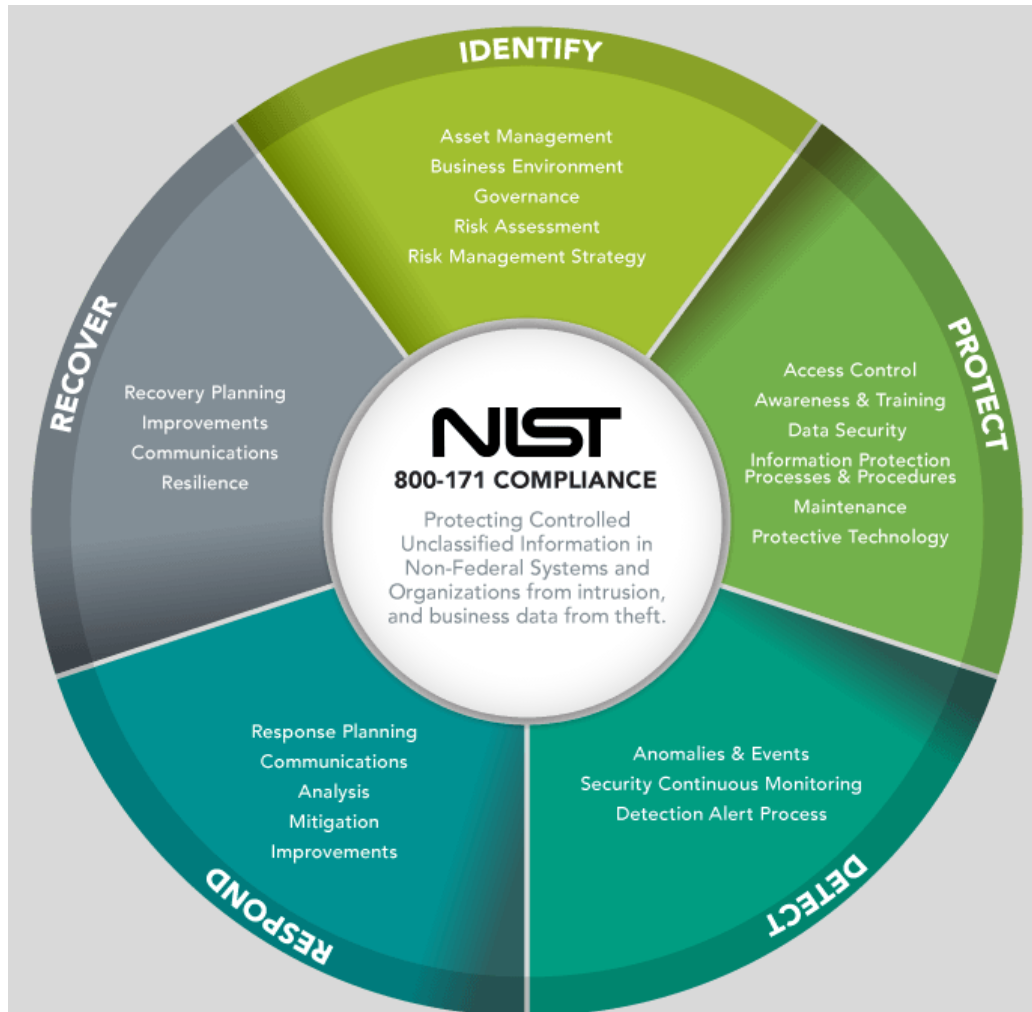 IDENTIFY
Asset Management
Business Environment
Governance
Risk Assessment
Risk Management Strategy
PROTECT
Access Control
Awareness & Training
Data Security
Information Protection
Processes & Procedures
Maintenance
Protective Technology
DETECT
Anomalies & Events
Security Continuous Monitoring
Detection Alert Process
RESPOND
Response Planning
Communications
Analysis
Mitigation
Improvements
RECOVER
Recovery Planning
Improvements
Communications
Resilience
NIST
800-171 COMPLIANCE
Protecting Controlled
Unclassified Information in
Non-Federal Systems and
Organizations from intrusion,
and business data from theft.